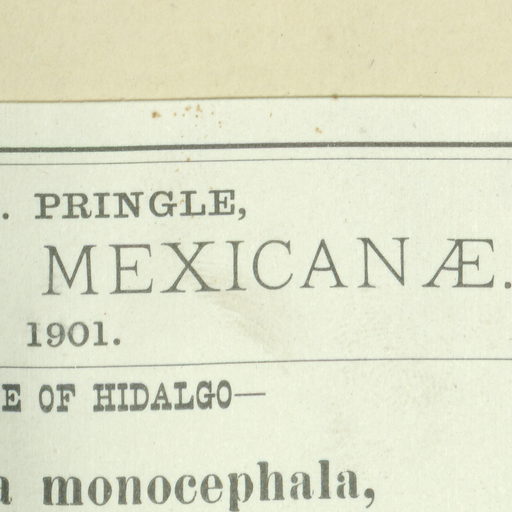 . PRINGLE,
MEXICANÆ.
1901.
E OF HIDALGO—
a monocephala,